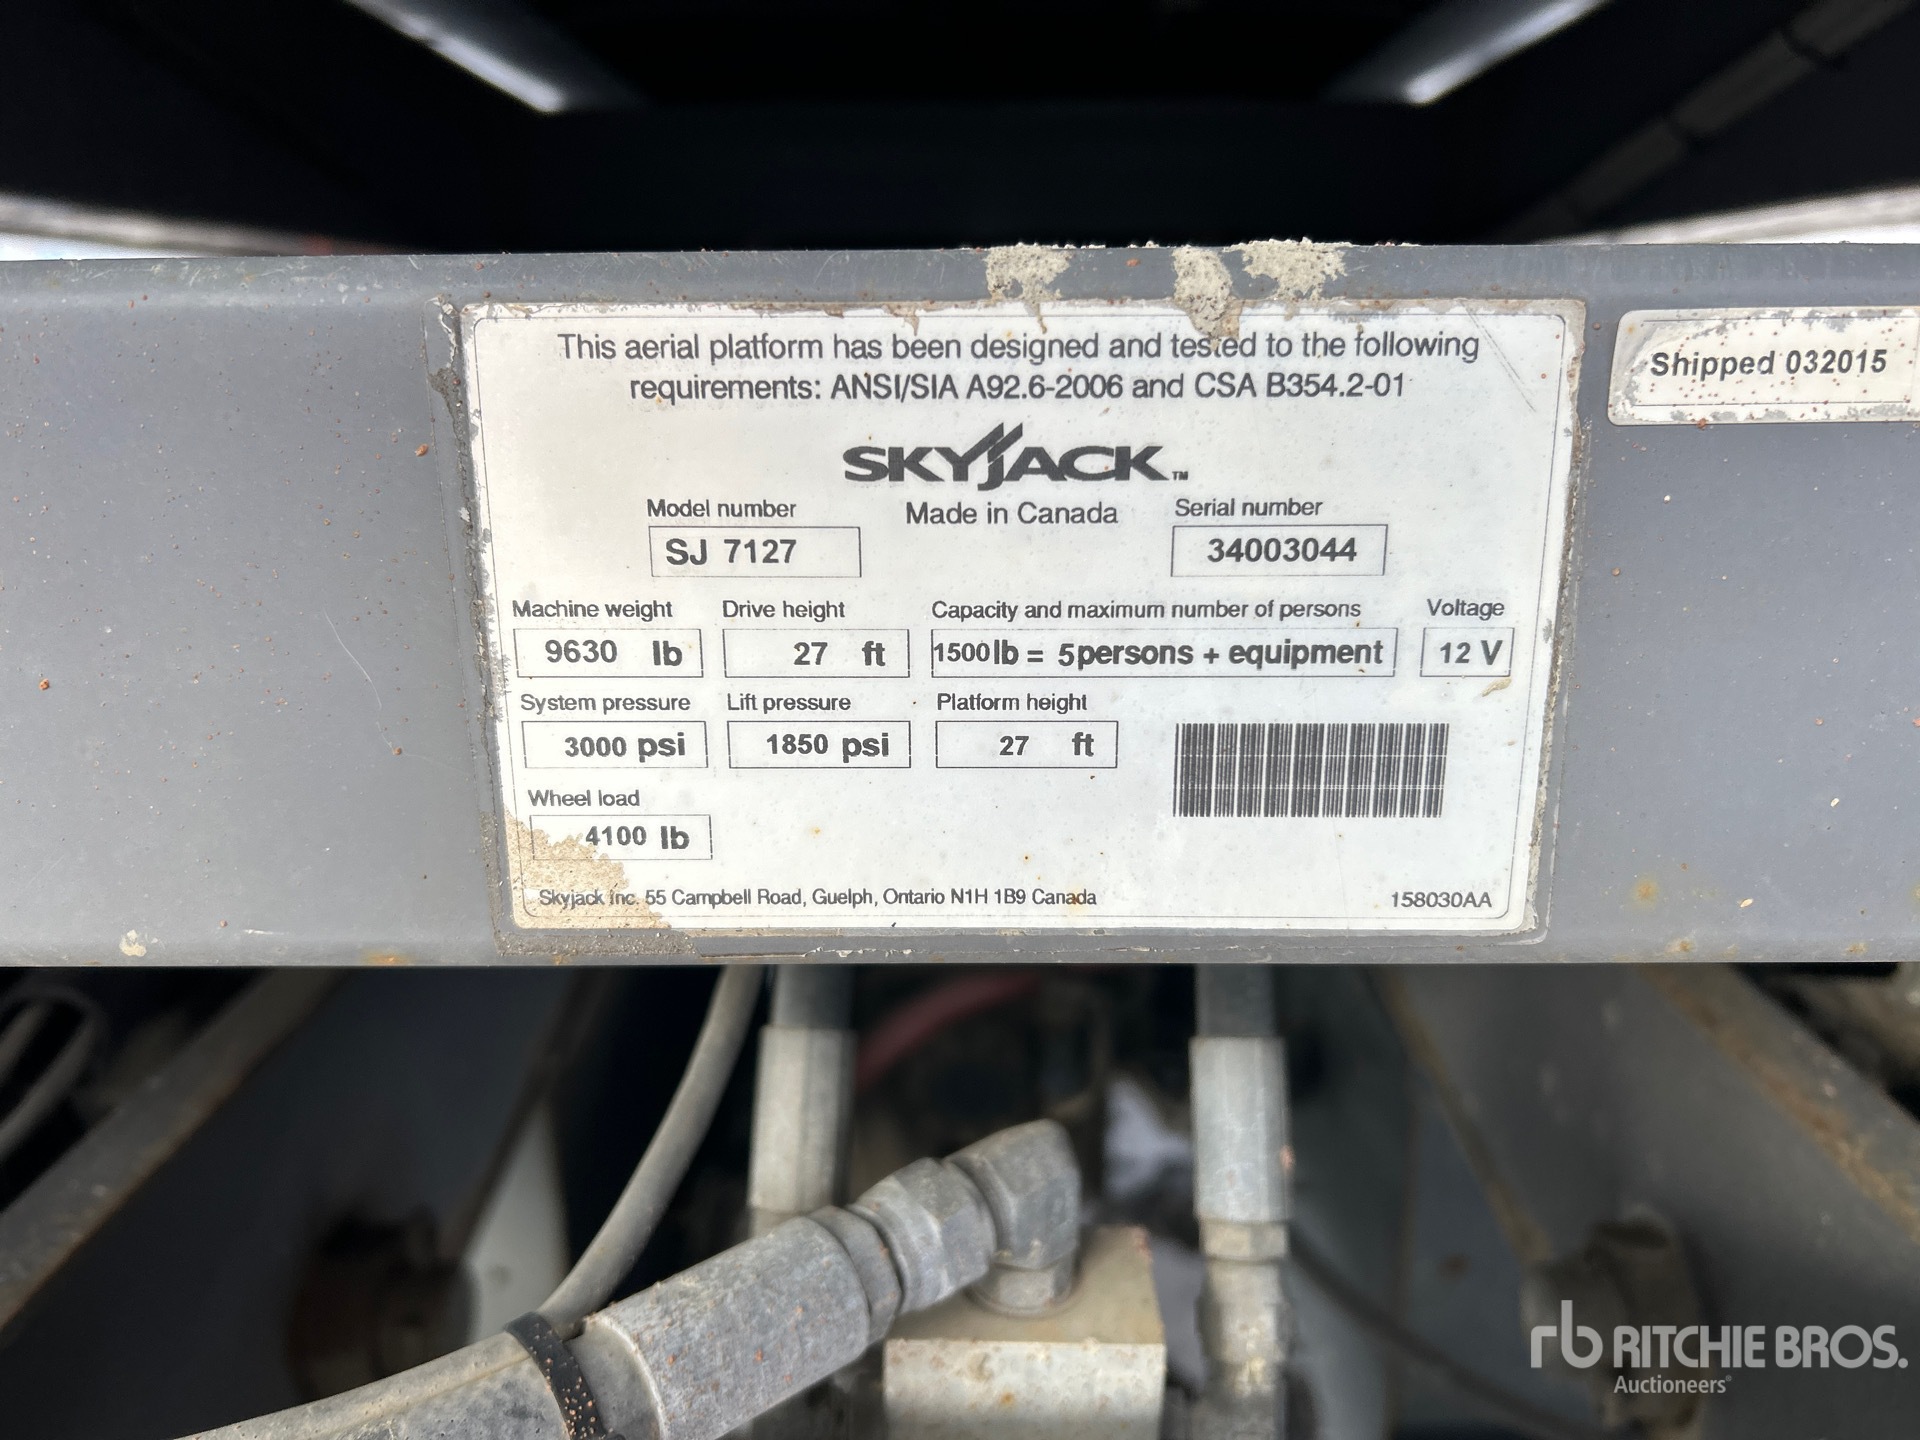 This aerial platform has been designed and tested to the following
requirements: ANSI/SIA A92.6-2006 and CSA B354.2-01
Shipped 032015
SKYJACK™
Model number
Made in Canada
Serial number
SJ 7127
34003044
Machine weight
Drive height
Capacity and maximum number of persons
Voltage
9630 lb
27 ft
1500lb = 5persons + equipment
12 V
System pressure
Lift pressure
Platform height
3000 psi
1850 psi
27 ft
Wheel load
4100 lb
Skyjack Inc. 55 Campbell Road, Guelph, Ontario N1H 1B9 Canada
158030AA
rb RITCHIE BROS.
Auctioneers®